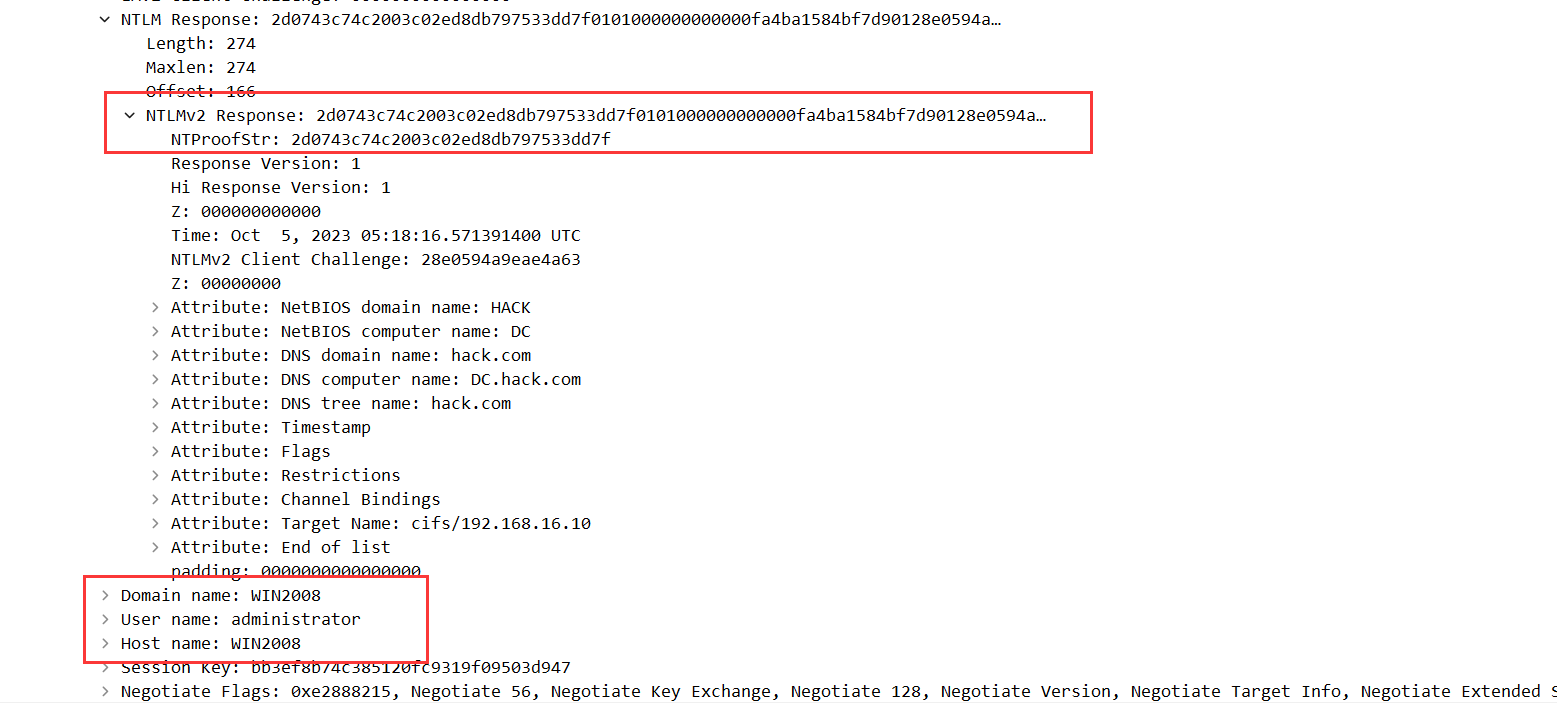 NTLM Response: 2d0743c74c2003c02ed8db797533dd7f0101000000000000fa4ba1584bf7d90128e0594a…
Length: 274
Maxlen: 274
Offset: 166
NTLMv2 Response: 2d0743c74c2003c02ed8db797533dd7f0101000000000000fa4ba1584bf7d90128e0594a…
NTProofStr: 2d0743c74c2003c02ed8db797533dd7f
Response Version: 1
Hi Response Version: 1
Z: 000000000000
Time: Oct  5, 2023 05:18:16.571391400 UTC
NTLMv2 Client Challenge: 28e0594a9eae4a63
Z: 00000000
Attribute: NetBIOS domain name: HACK
Attribute: NetBIOS computer name: DC
Attribute: DNS domain name: hack.com
Attribute: DNS computer name: DC.hack.com
Attribute: DNS tree name: hack.com
Attribute: Timestamp
Attribute: Flags
Attribute: Restrictions
Attribute: Channel Bindings
Attribute: Target Name: cifs/192.168.16.10
Attribute: End of list
padding: 0000000000000000
Domain name: WIN2008
User name: administrator
Host name: WIN2008
Session Key: bb3ef8b74c385120fc9319f09503d947
Negotiate Flags: 0xe2888215, Negotiate 56, Negotiate Key Exchange, Negotiate 128, Negotiate Version, Negotiate Target Info, Negotiate Extended S